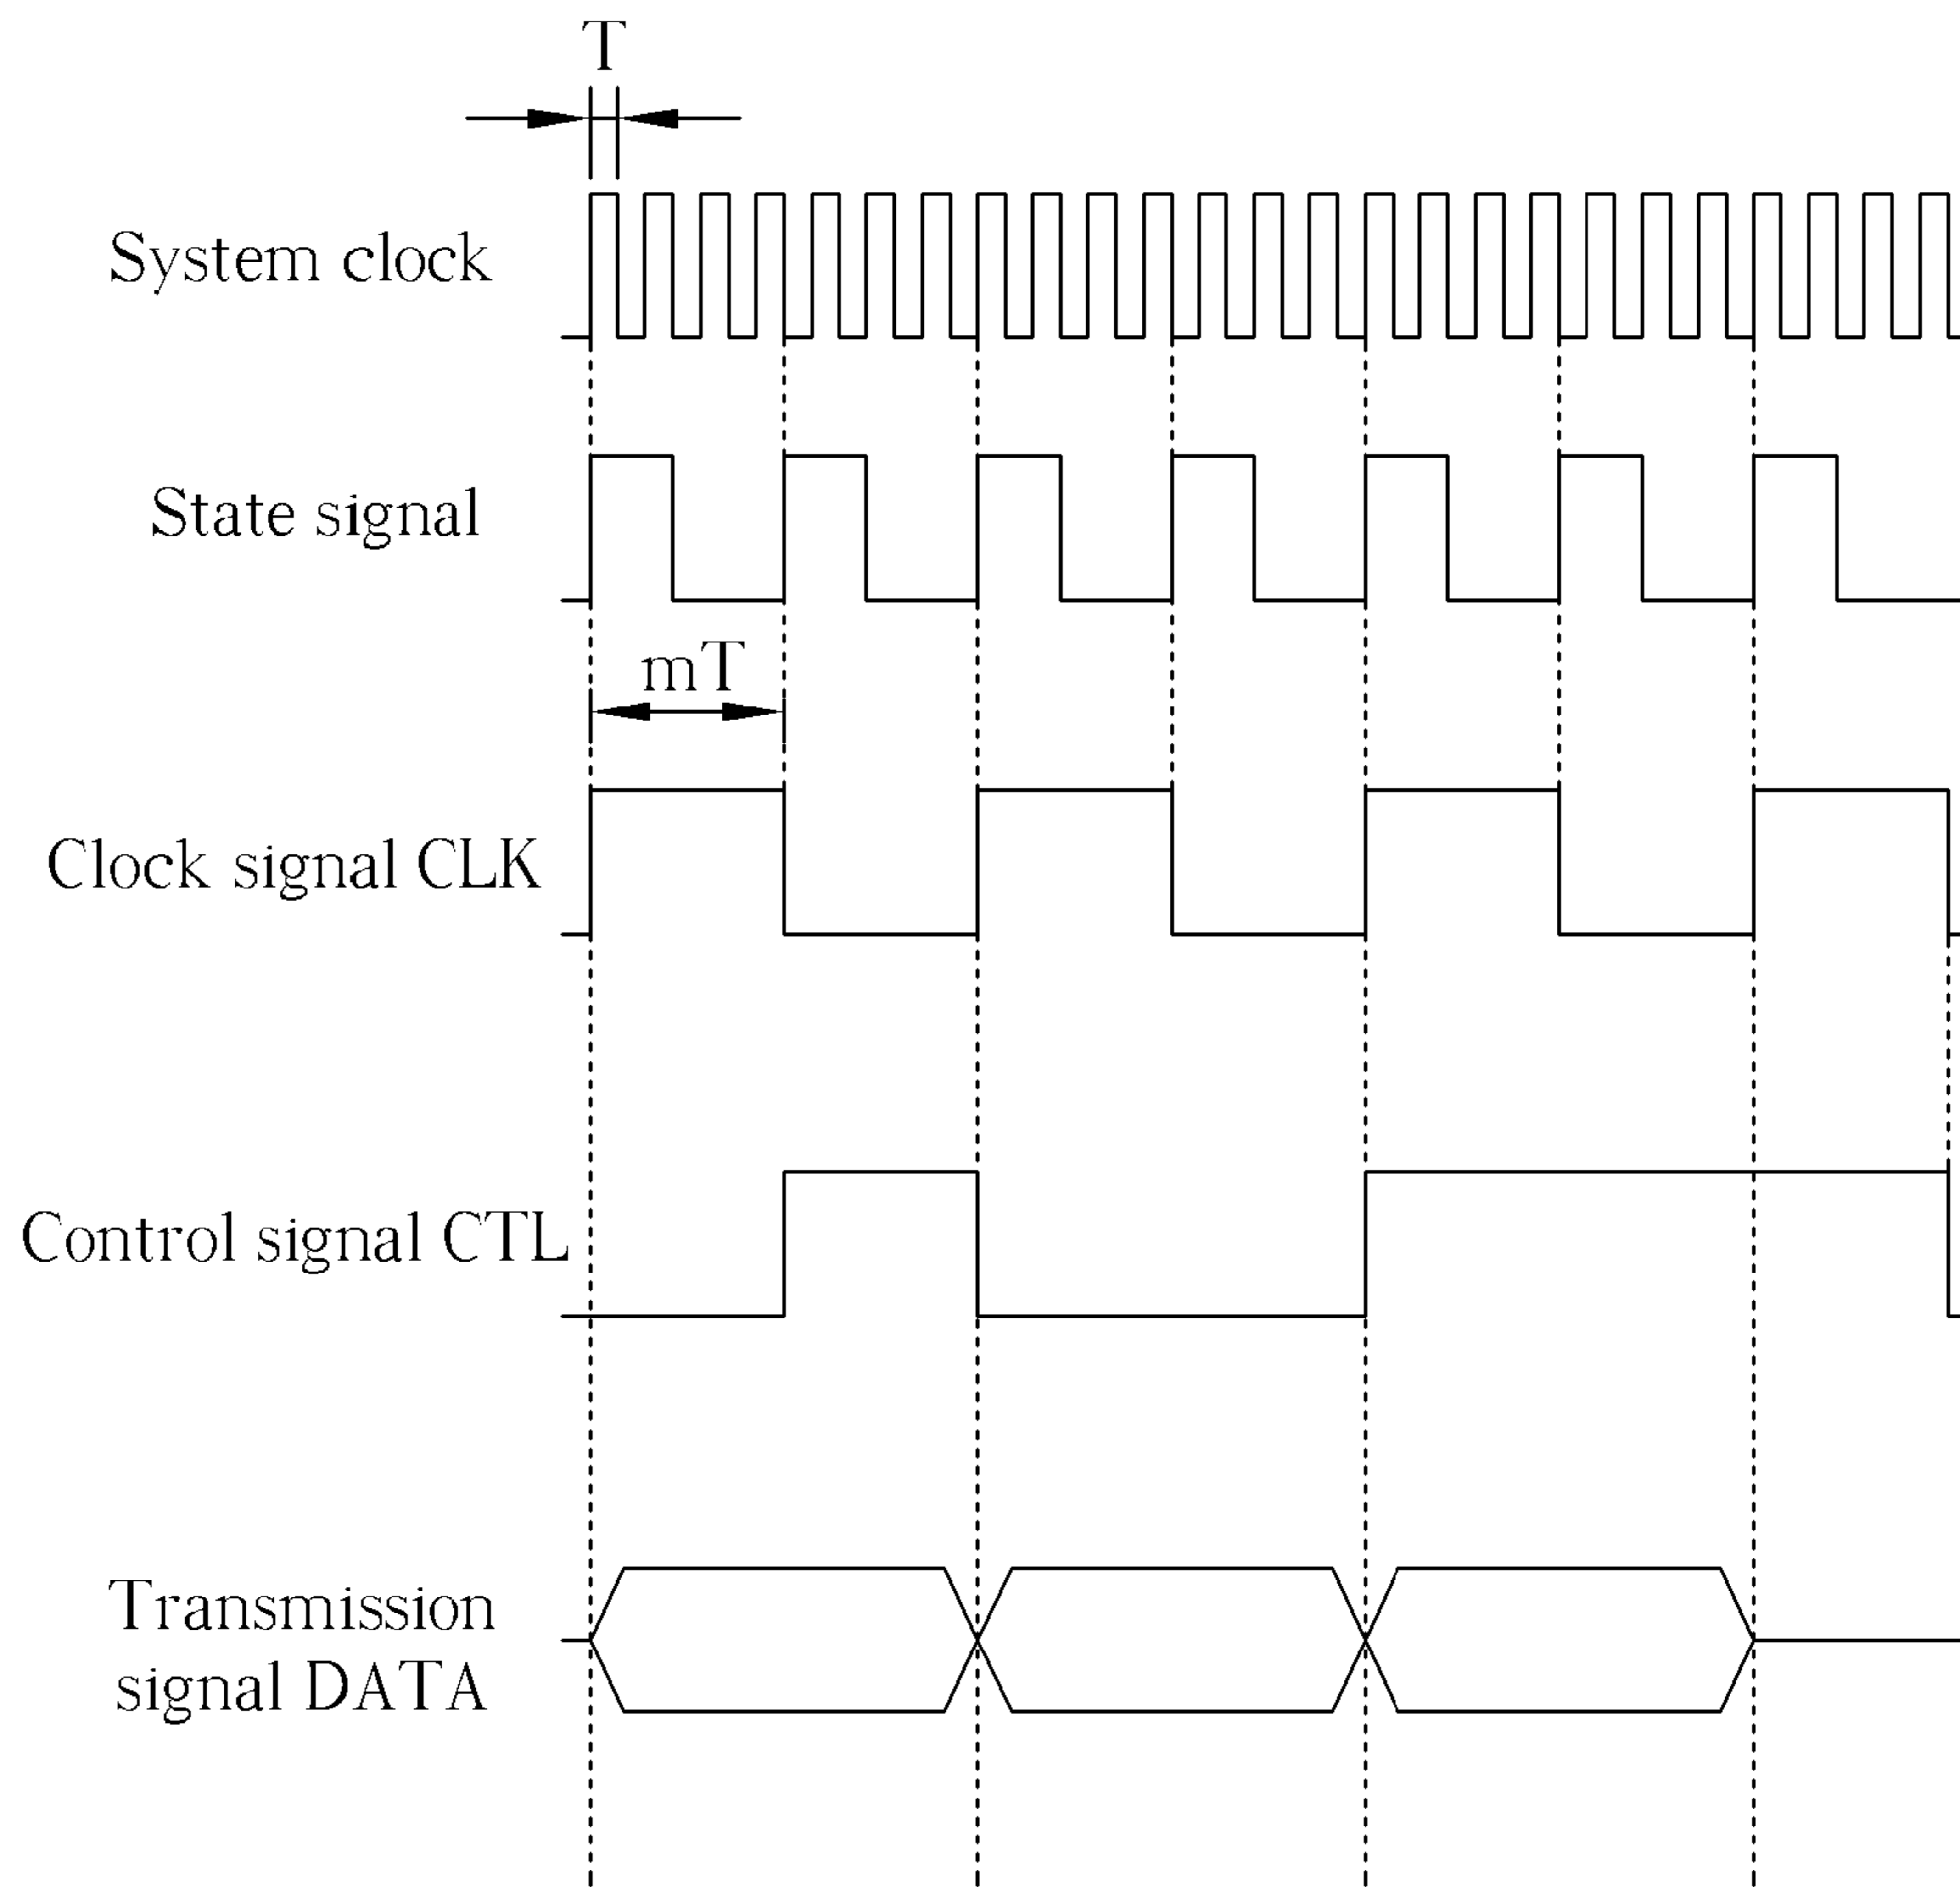 T
System clock
State signal
mT
Clock signal CLK
Control signal CTL
Transmission
signal DATA